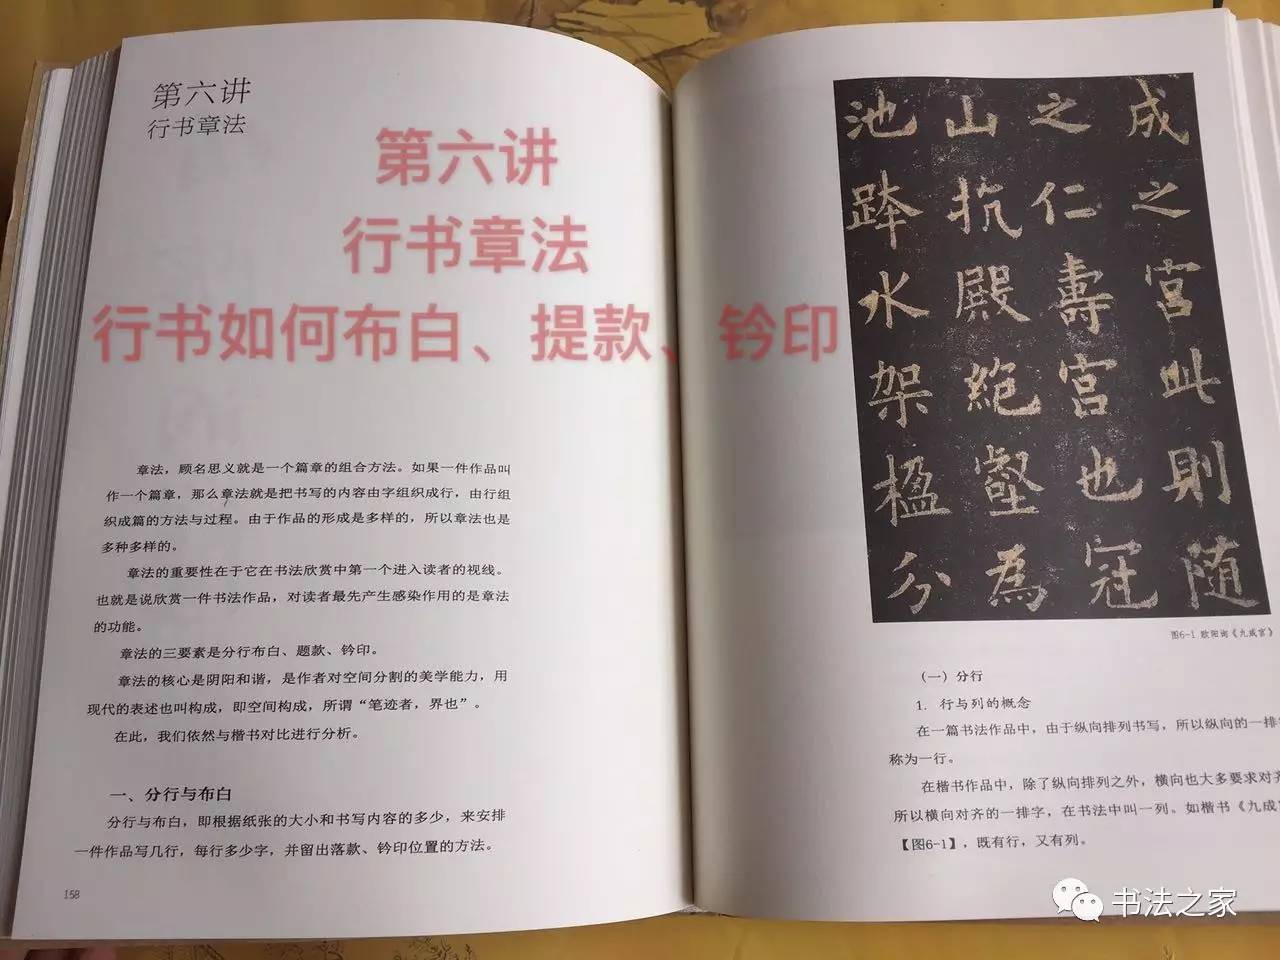 第六讲
行书章法
第六讲
行书章法
行书如何布白、提款、钤印
章法，顾名思义就是一个篇章的组合方法。如果一件作品叫
作一个篇章，那么章法就是把书写的内容由字组织成行，由行组
织成篇的方法与过程。由于作品的形成是多样的，所以章法也是
多种多样的。
章法的重要性在于它在书法欣赏中第一个进入读者的视线。
也就是说欣赏一件书法作品，对读者最先产生感染作用的是章法
的功能。
章法的三要素是分行布白、题款、钤印。
章法的核心是阴阳和谐，是作者对空间分割的美学能力，用
现代的表述也叫构成，即空间构成，所谓“笔迹者，界也”。
在此，我们依然与楷书对比进行分析。
一、分行与布白
分行与布白，即根据纸张的大小和书写内容的多少，来安排
一件作品写几行，每行多少字，并留出落款、钤印位置的方法。
158
成之宫此則随
之仁壽宮也冠
山抗殿絶壑為
池跨水架楹分
图6-1 欧阳询《九成宫》
（一）分行
1. 行与列的概念
在一篇书法作品中，由于纵向排列书写，所以纵向的一排
称为一行。
在楷书作品中，除了纵向排列之外，横向也大多要求对齐
所以横向对齐的一排字，在书法中叫一列。如楷书《九成宫
【图6-1】，既有行，又有列。
书法之家